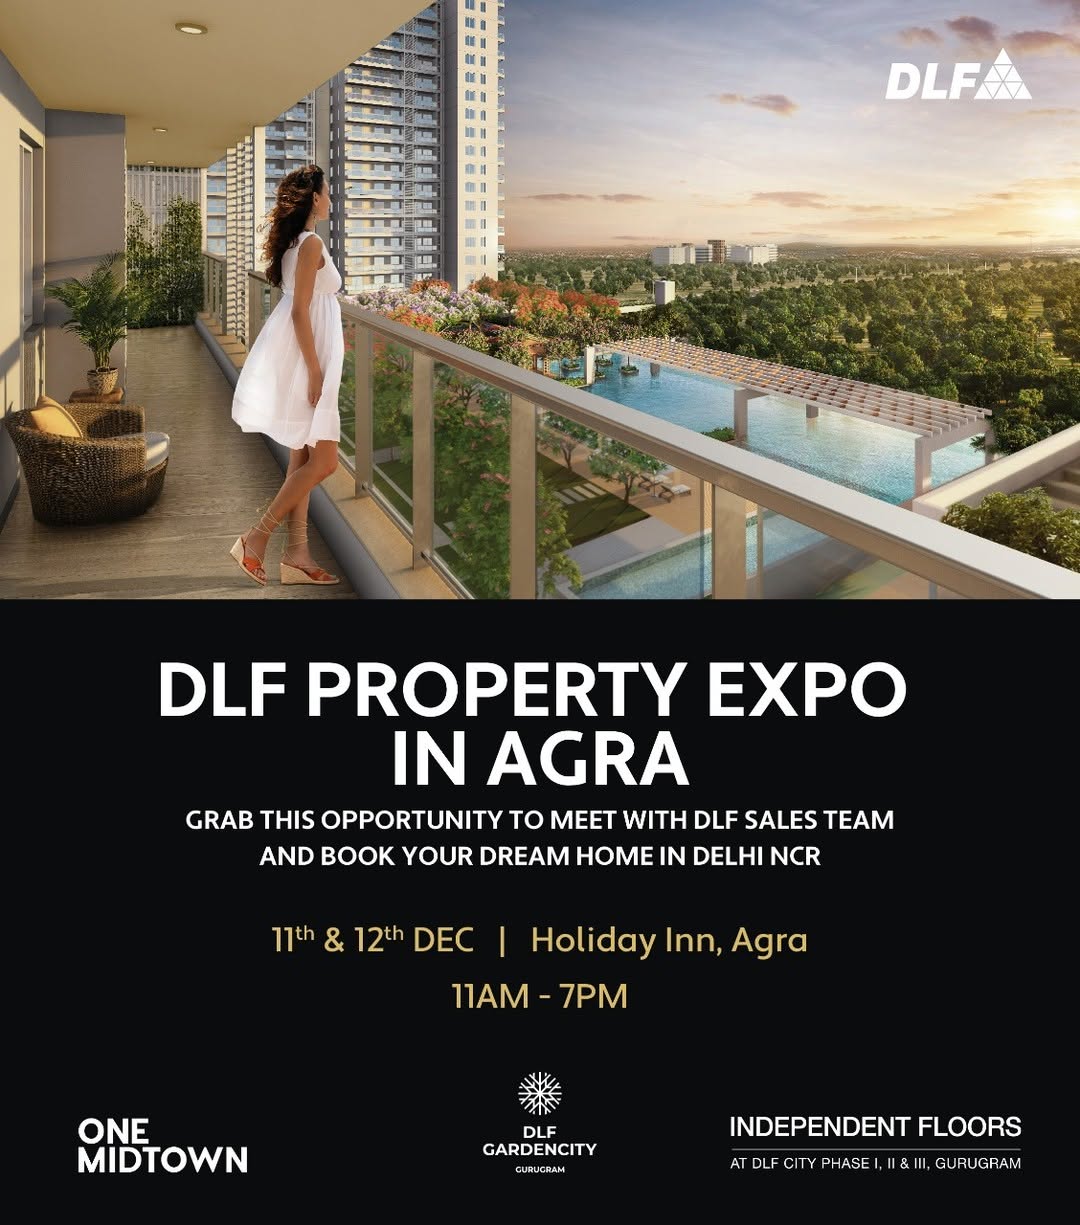 DLF
DLF PROPERTY EXPO
IN AGRA
GRAB THIS OPPORTUNITY TO MEET WITH DLF SALES TEAM
AND BOOK YOUR DREAM HOME IN DELHI NCR
11th & 12th DEC | Holiday Inn, Agra
11AM - 7PM
ONE
MIDTOWN
DLF
GARDENCITY
GURUGRAM
INDEPENDENT FLOORS
AT DLF CITY PHASE I, II & III, GURUGRAM